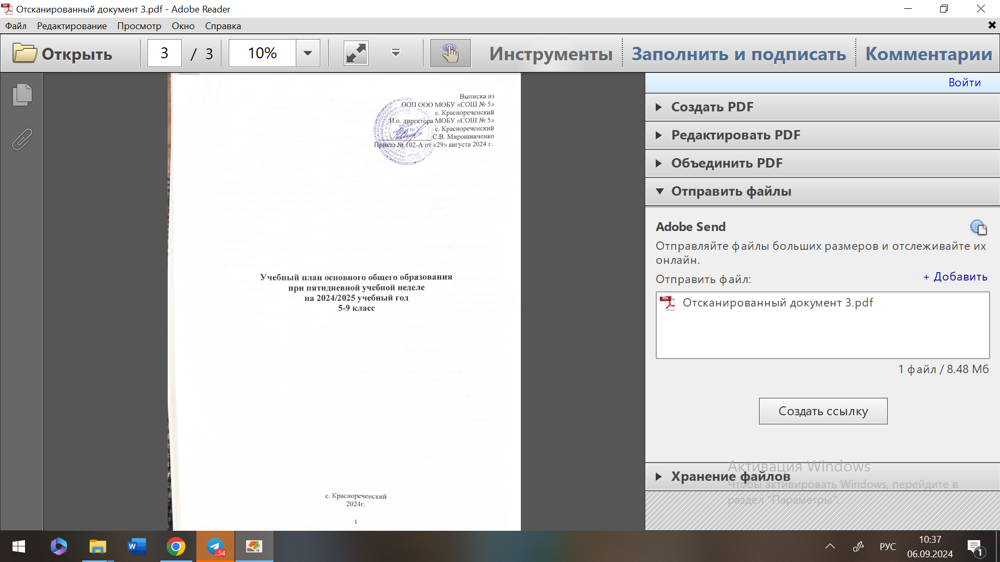 Отсканированный документ 3.pdf - Adobe Reader
Файл Редактирование Просмотр Окно Справка
Открыть 3 / 3 10% Инструменты Заполнить и подписать Комментарии
Войти
Выписка из
ООП ООО МОБУ «СОШ № 5»
с. Краснореченский
И.о. директора МОБУ «СОШ № 5»
с. Краснореченский
С.В. Мирошниченко
Приказ № 102-А от «29» августа 2024 г.
МОБУ
СОШ № 5
Учебный план основного общего образования
при пятидневной учебной неделе
на 2024/2025 учебный год
5-9 класс
с. Краснореченский
2024г.
1
Создать PDF
Редактировать PDF
Объединить PDF
Отправить файлы
Adobe Send
Отправляйте файлы больших размеров и отслеживайте их
онлайн.
Отправить файл:
+ Добавить
Отсканированный документ 3.pdf
1 файл / 8.48 Мб
Создать ссылку
Хранение файлов
Активация Windows
Чтобы активировать Windows, перейдите в
раздел "Параметры".
..54
РУС
10:37
06.09.2024
1